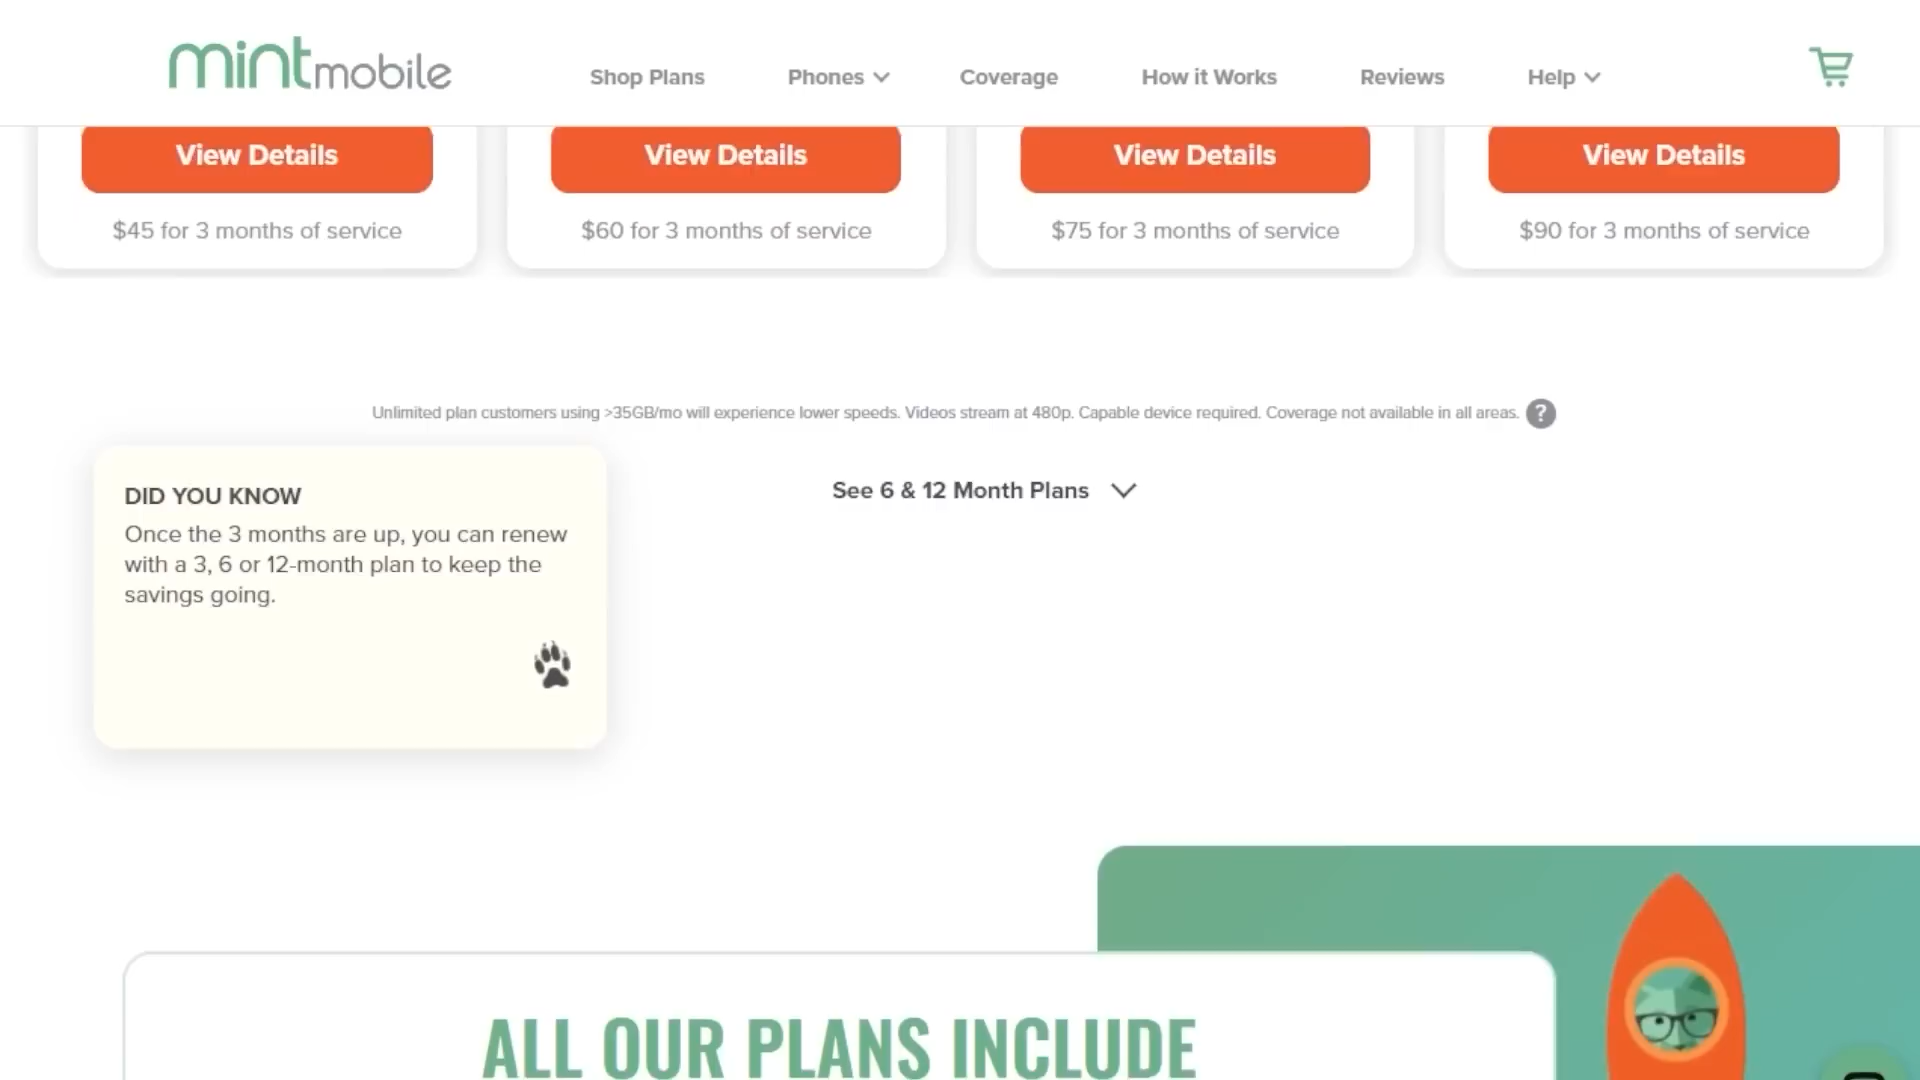 mintmobile
Shop Plans
Phones
Coverage
How it Works
Reviews
Help
View Details
View Details
View Details
View Details
$45 for 3 months of service
$60 for 3 months of service
$75 for 3 months of service
$90 for 3 months of service
Unlimited plan customers using >35GB/mo will experience lower speeds. Videos stream at 480p. Capable device required. Coverage not available in all areas. ?
See 6 & 12 Month Plans
DID YOU KNOW
Once the 3 months are up, you can renew
with a 3, 6 or 12-month plan to keep the
savings going.
ALL OUR PLANS INCLUDE